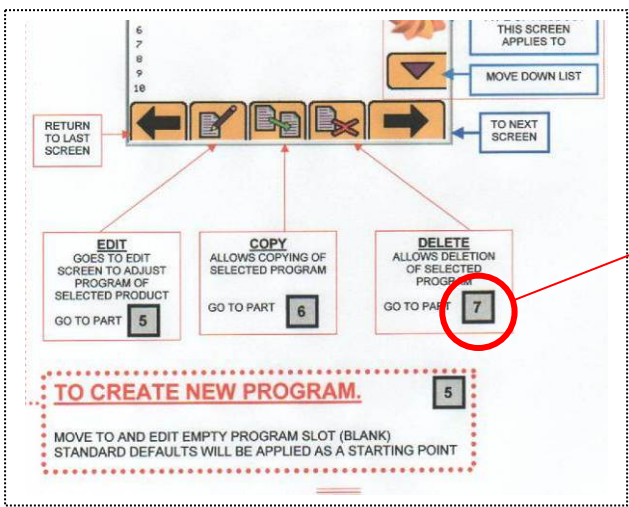 6
7
8
9
10
THIS SCREEN
APPLIES TO
MOVE DOWN LIST
RETURN
TO LAST
SCREEN
TO NEXT
SCREEN
EDIT
GOES TO EDIT
SCREEN TO ADJUST
PROGRAM OF
SELECTED PRODUCT
GO TO PART 5
COPY
ALLOWS COPYING OF
SELECTED PROGRAM
GO TO PART 6
DELETE
ALLOWS DELETION
OF SELECTED
PROGRAM
GO TO PART 7
TO CREATE NEW PROGRAM. 5
MOVE TO AND EDIT EMPTY PROGRAM SLOT (BLANK)
STANDARD DEFAULTS WILL BE APPLIED AS A STARTING POINT